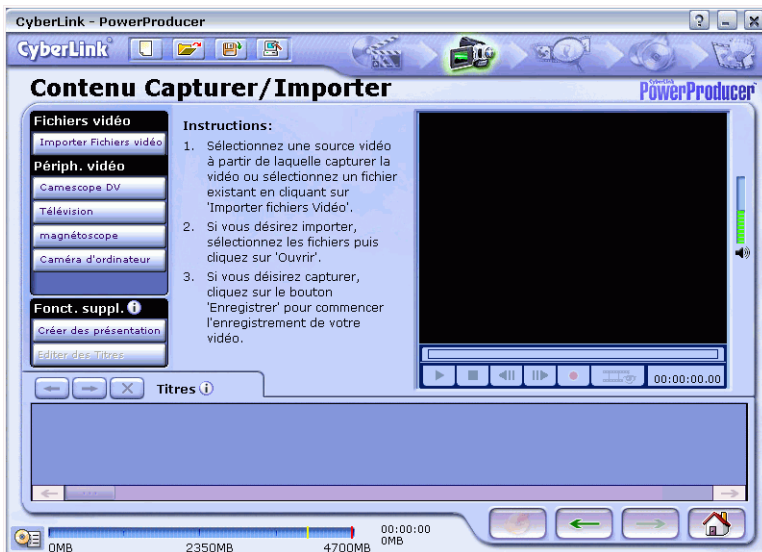 CyberLink - PowerProducer
CyberLink
Contenu Capturer/Importer
CyberLink
PowerProducer
Fichiers vidéo
Importer Fichiers vidéo
Périph. vidéo
Camescope DV
Télévision
magnétoscope
Caméra d'ordinateur
Fonct. suppl.
Créer des présentation
Editer des Titres
Instructions:
1. Sélectionnez une source vidéo
à partir de laquelle capturer la
vidéo ou sélectionnez un fichier
existant en cliquant sur
'Importer fichiers Vidéo'.
2. Si vous désirez importer,
sélectionnez les fichiers puis
cliquez sur 'Ouvrir'.
3. Si vous déisirez capturer,
cliquez sur le bouton
'Enregistrer' pour commencer
l'enregistrement de votre
vidéo.
00:00:00.00
Titres
00:00:00
0MB
0MB
2350MB
4700MB